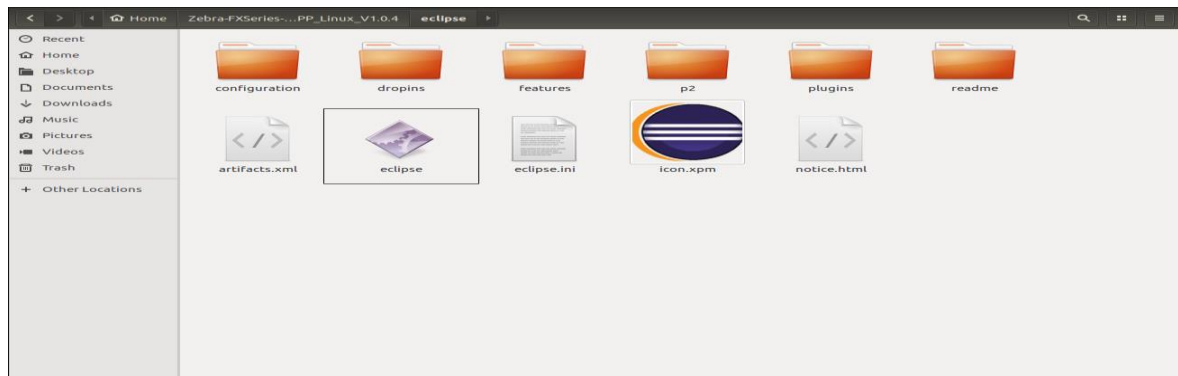 Home Zebra-FXSeries-...PP_Linux_V1.0.4 eclipse
Recent
Home
Desktop
Documents
Downloads
Music
Pictures
Videos
Trash
+ Other Locations
configuration dropins features p2 plugins readme
artifacts.xml eclipse eclipse.ini icon.xpm notice.html